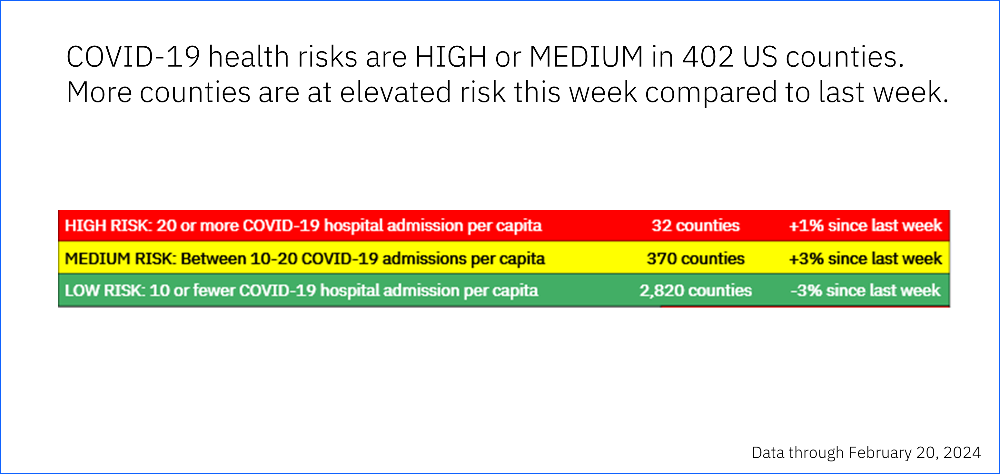 COVID-19 health risks are HIGH or MEDIUM in 402 US counties.
More counties are at elevated risk this week compared to last week.
HIGH RISK: 20 or more COVID-19 hospital admission per capita 32 counties +1% since last week
MEDIUM RISK: Between 10-20 COVID-19 admissions per capita 370 counties +3% since last week
LOW RISK: 10 or fewer COVID-19 hospital admission per capita 2,820 counties -3% since last week
Data through February 20, 2024